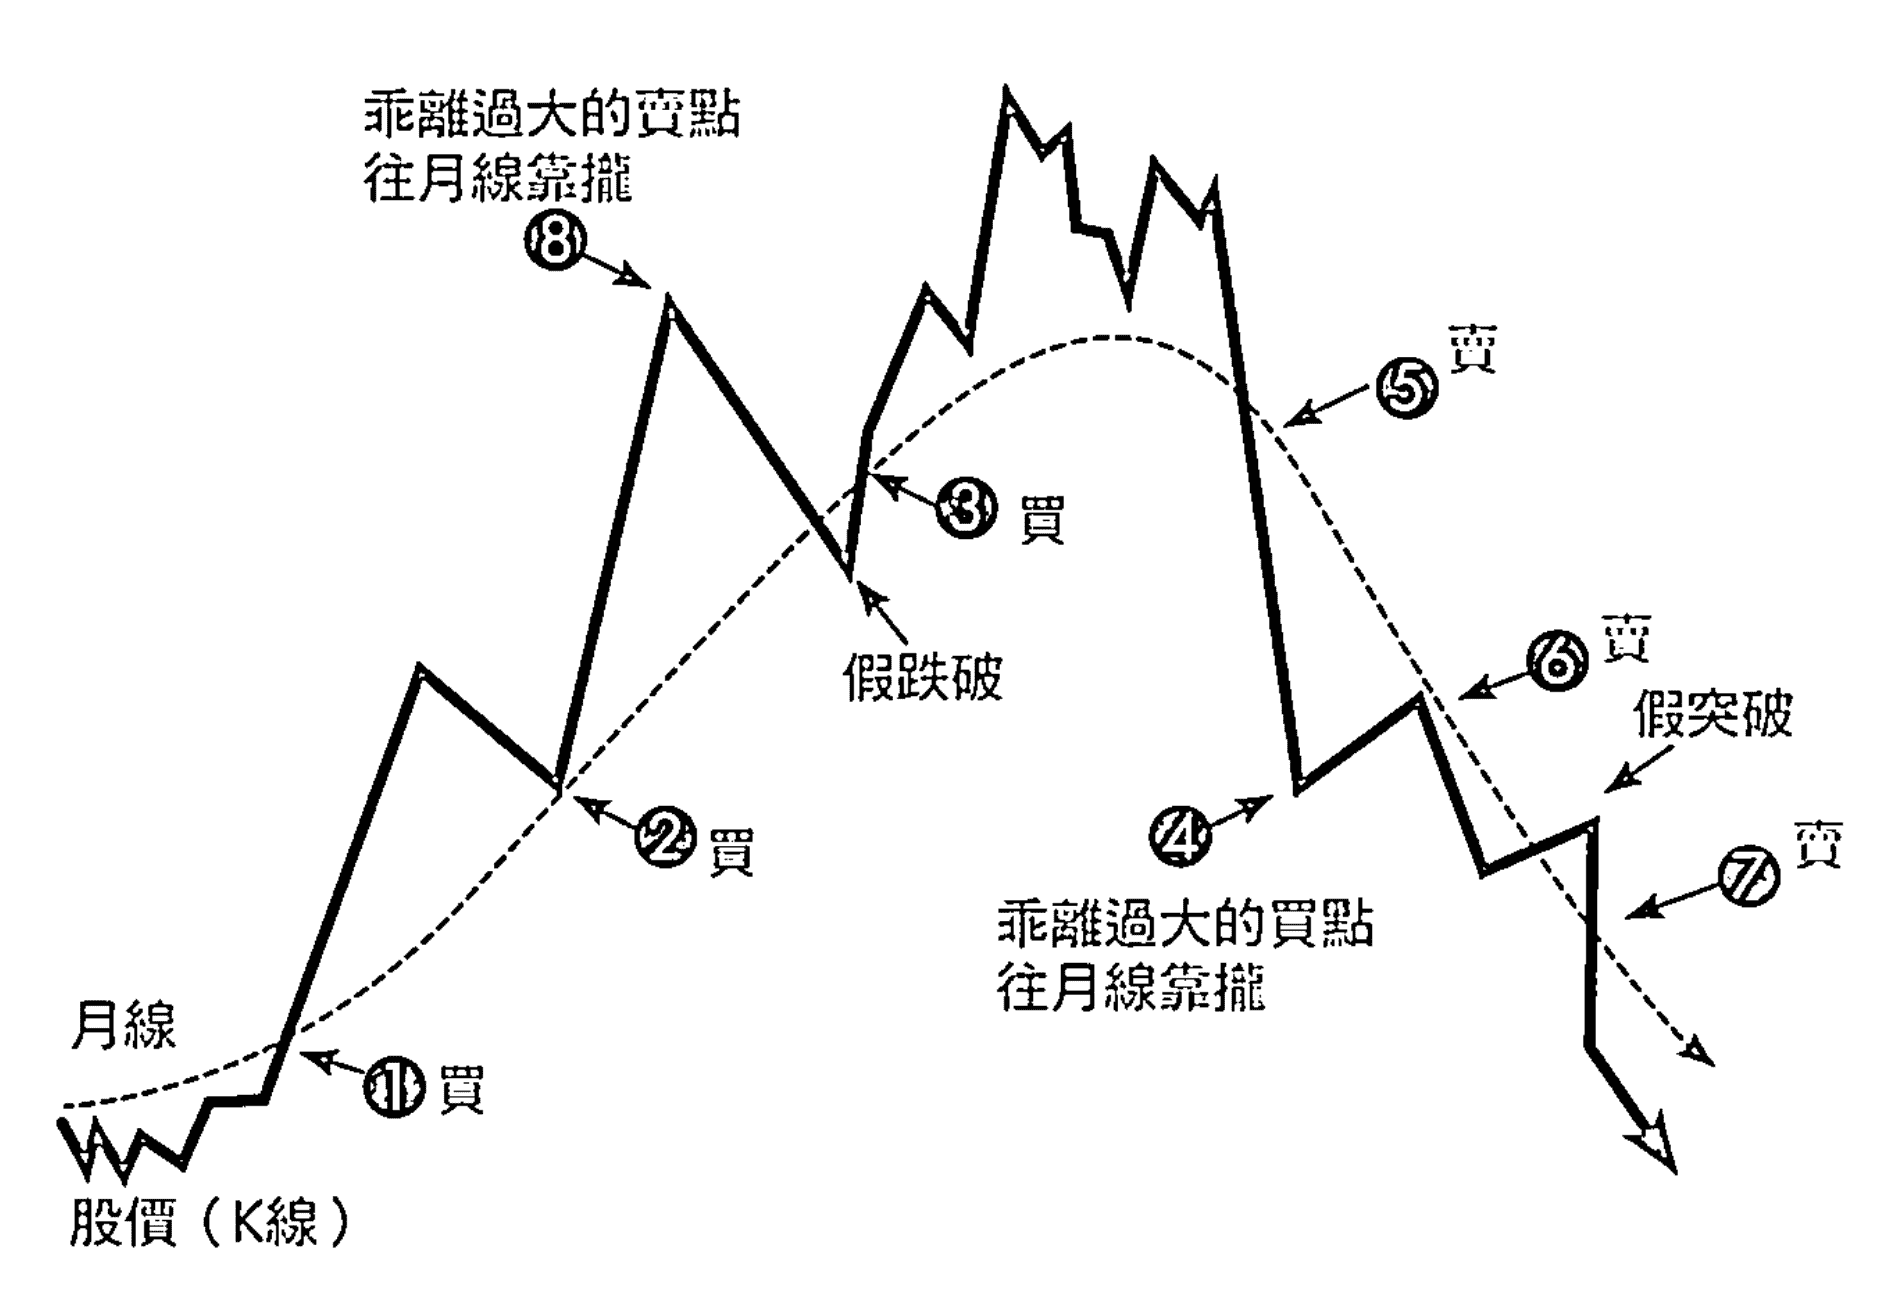 乖離過大的賣點
往月線靠攏
⑧
賣
⑤
③ 買
賣
⑥
假跌破
假突破
② 買
④
賣
⑦
乖離過大的買點
往月線靠攏
月線
① 買
股價（K線）